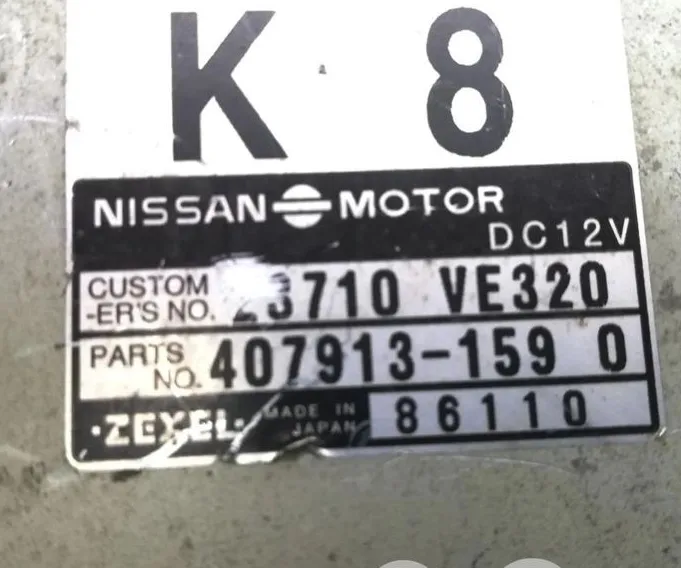 K 8
NISSAN MOTOR
DC12V
CUSTOM
-ER'S NO. 23710 VE320
PARTS
NO. 407913-159 0
·ZEXEL· MADE IN
JAPAN 86110